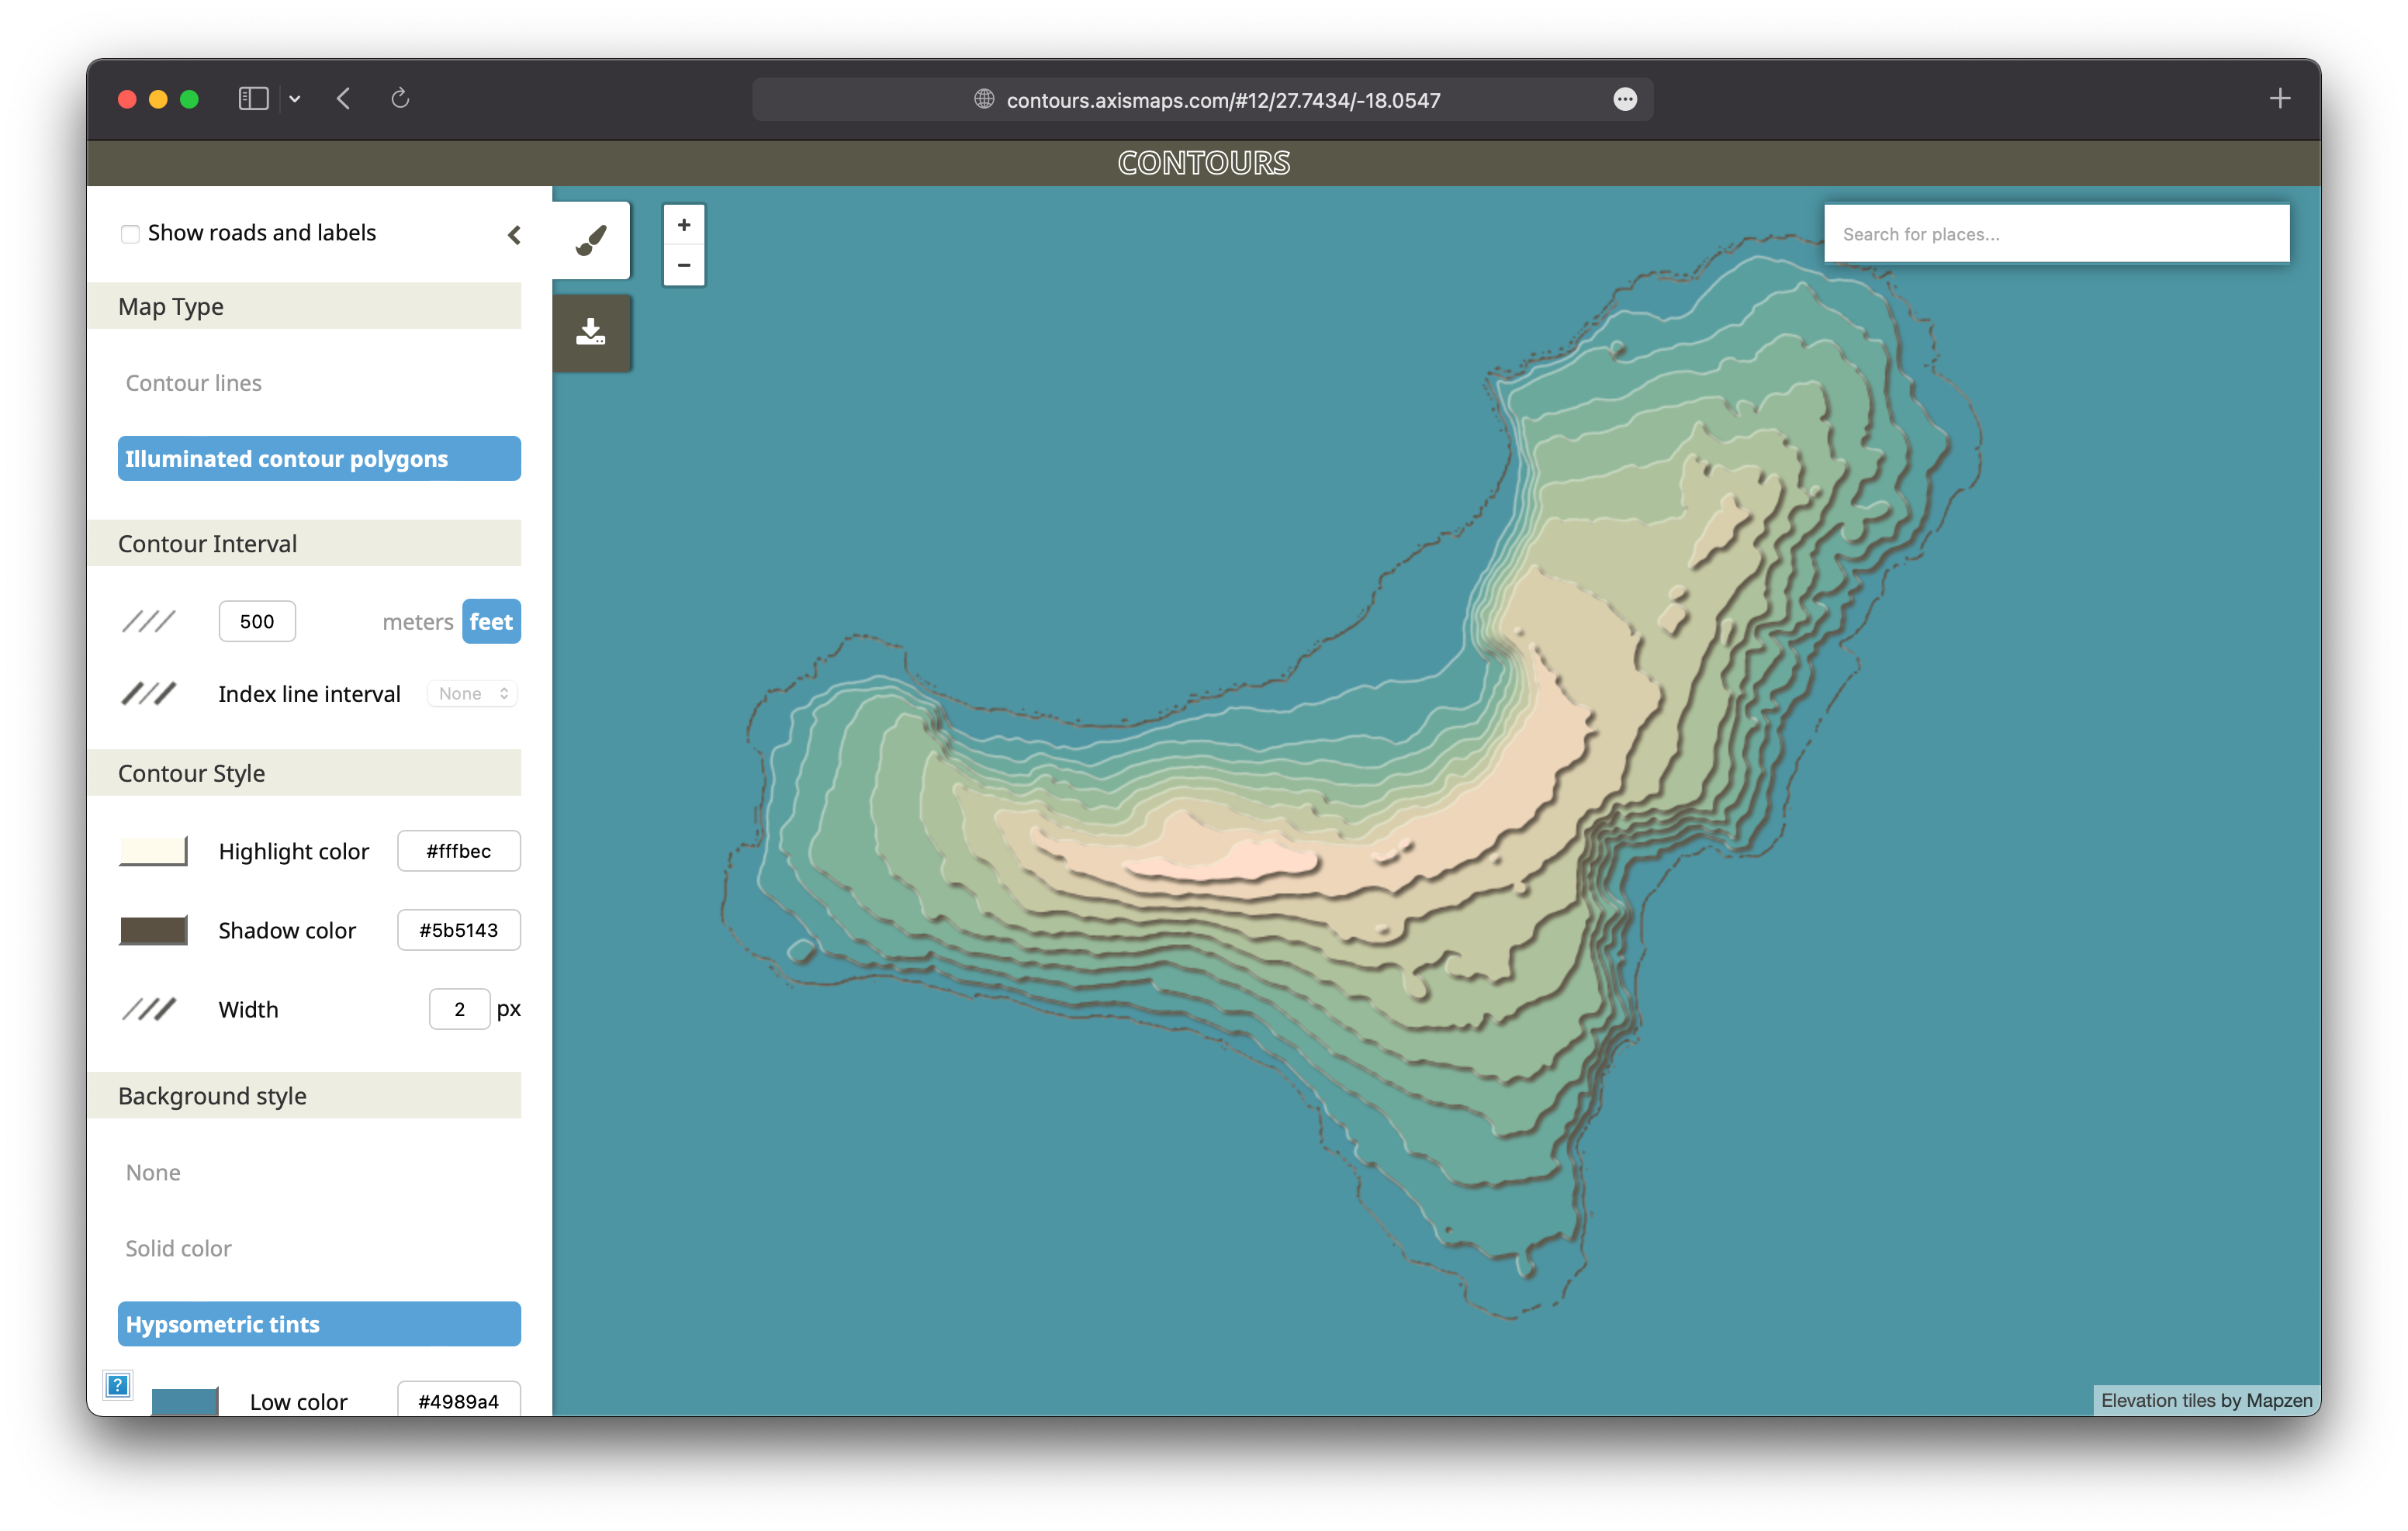 contours.axismaps.com/#12/27.7434/-18.0547
CONTOURS
Show roads and labels
Map Type
Contour lines
Illuminated contour polygons
Contour Interval
500 meters feet
Index line interval None
Contour Style
Highlight color #fffbec
Shadow color #5b5143
Width 2 px
Background style
None
Solid color
Hypsometric tints
?
Low color #4989a4
+
−
Search for places...
Elevation tiles by Mapzen